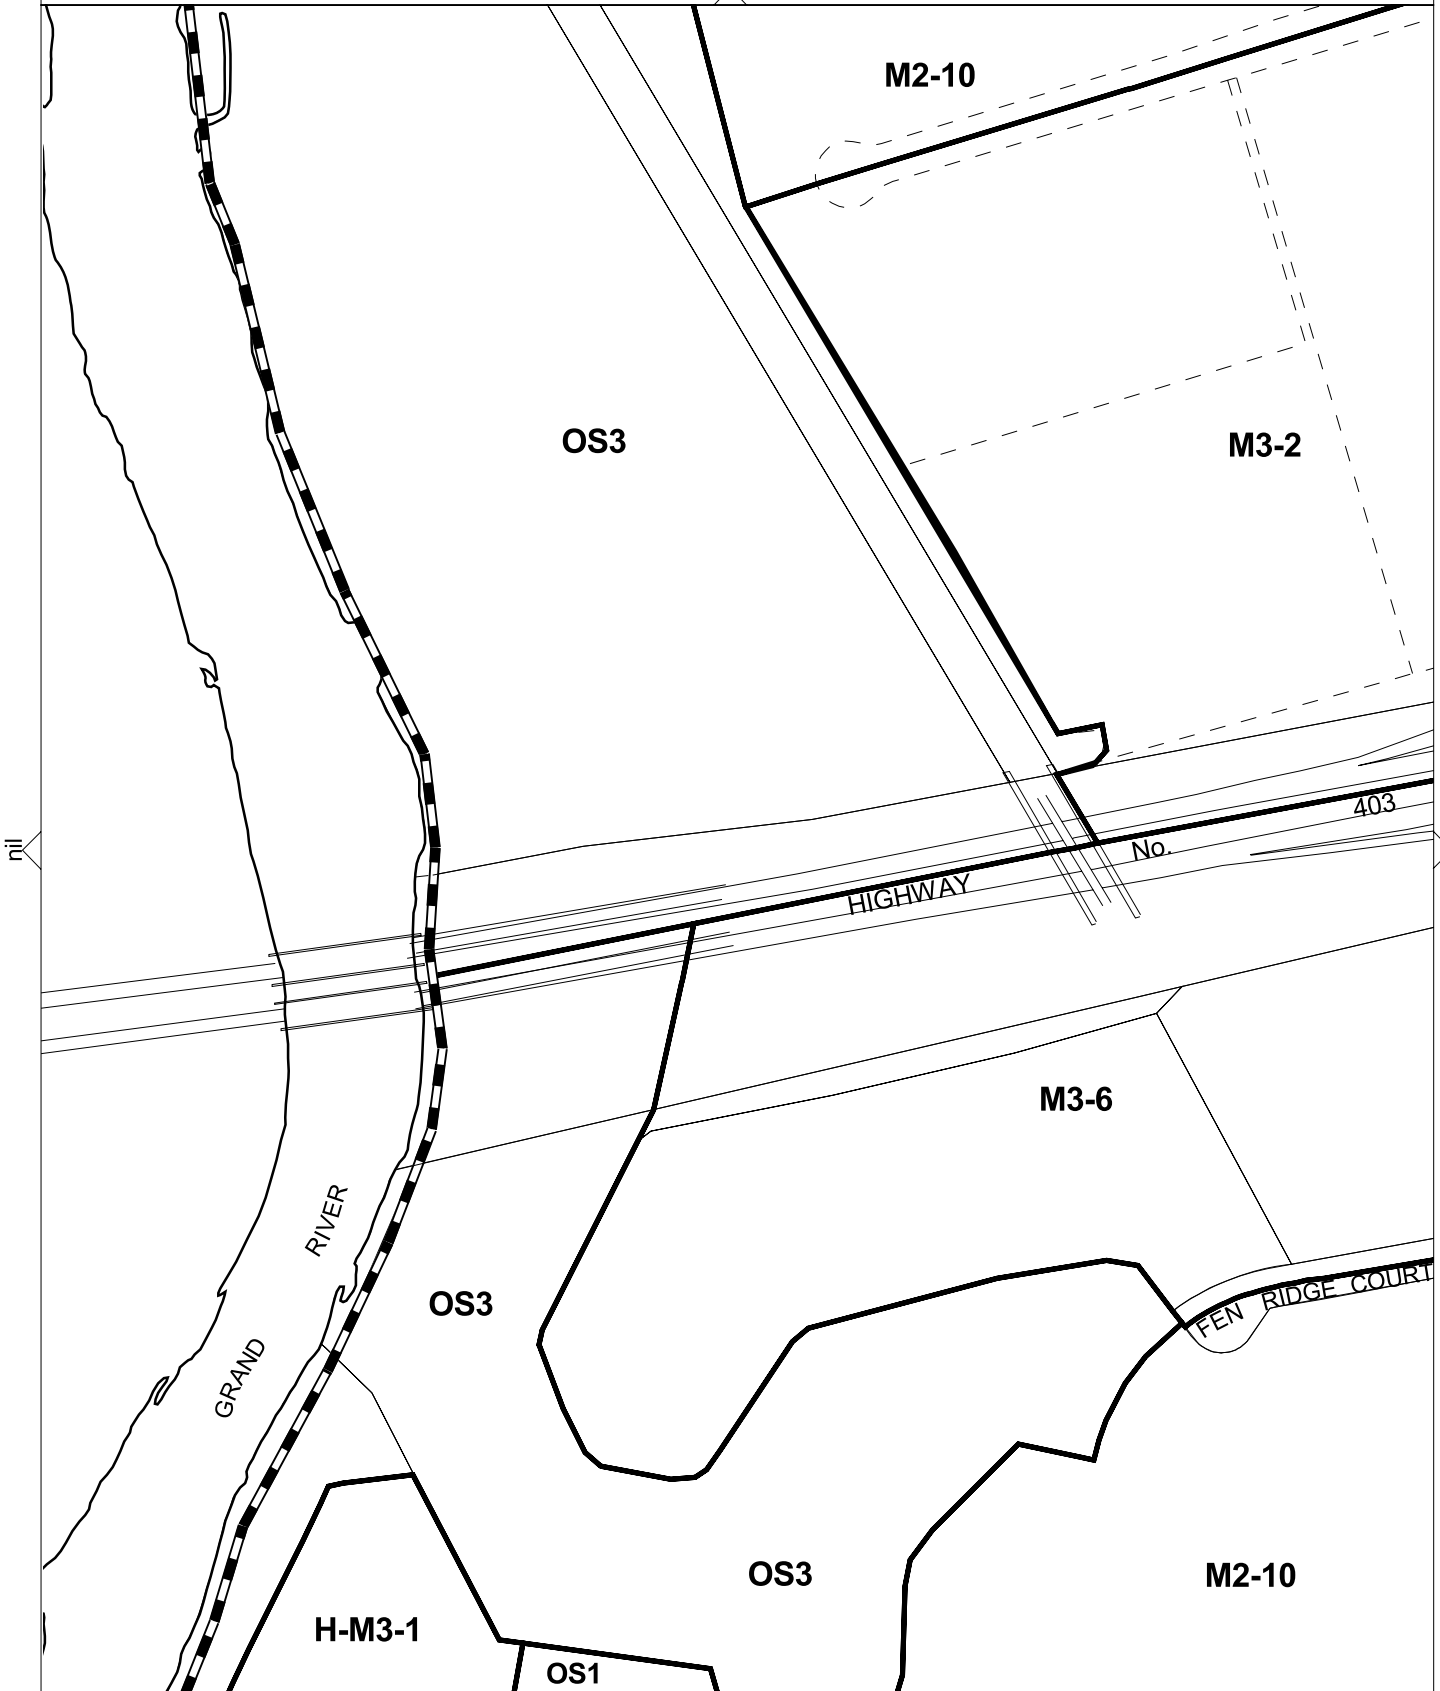 M2-10
OS3
M3-2
403
nil
No.
HIGHWAY
M3-6
RIVER
OS3
FEN RIDGE COURT
GRAND
OS3
M2-10
H-M3-1
OS1